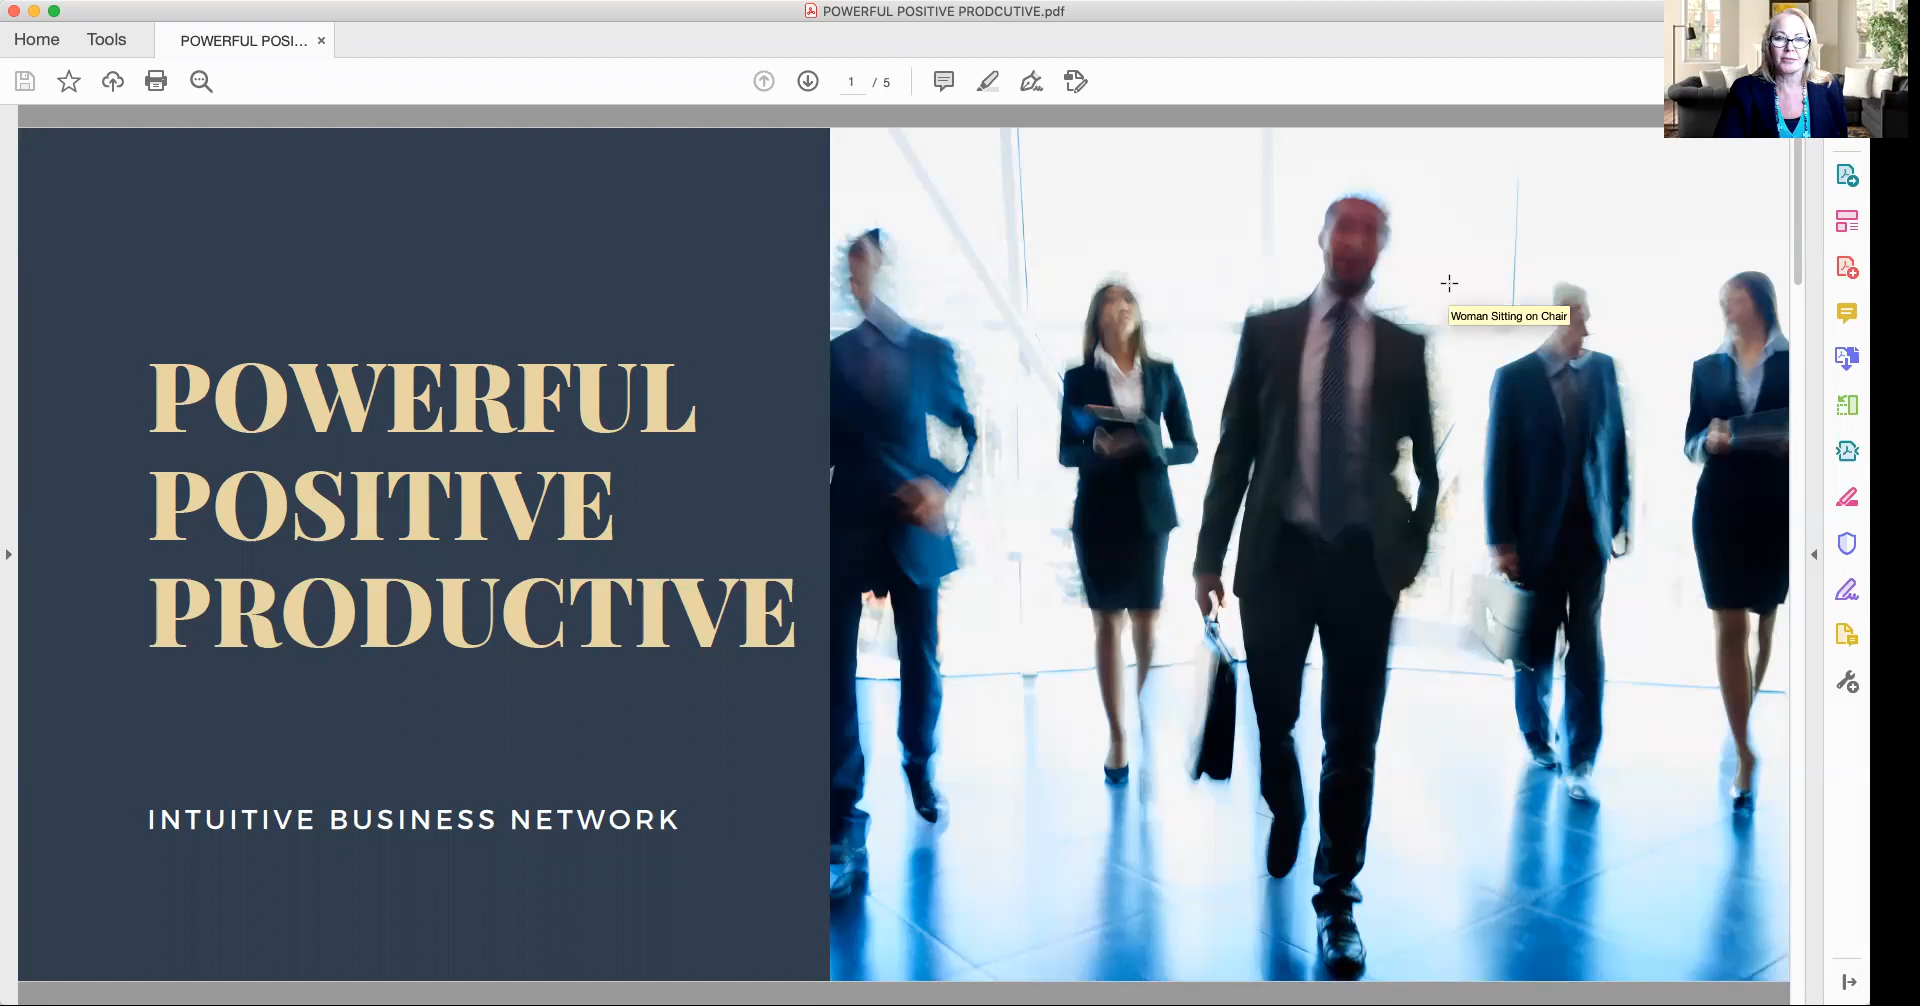 POWERFUL POSITIVE PRODCUTIVE.pdf
Home
Tools
POWERFUL POSI... ×
1 / 5
Woman Sitting on Chair
POWERFUL
POSITIVE
PRODUCTIVE
INTUITIVE BUSINESS NETWORK